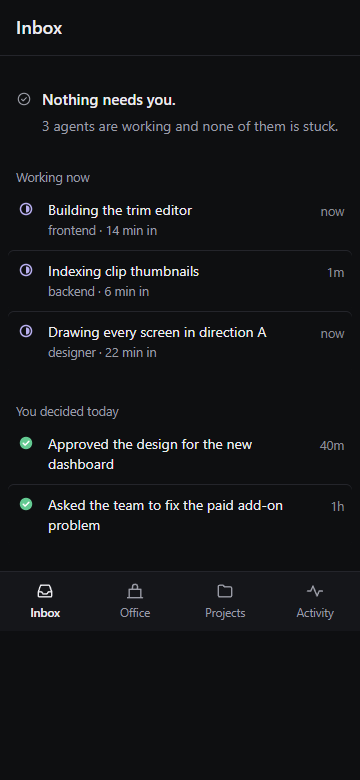 Inbox
Nothing needs you.
3 agents are working and none of them is stuck.
Working now
Building the trim editor
now
frontend · 14 min in
Indexing clip thumbnails
1m
backend · 6 min in
Drawing every screen in direction A
now
designer · 22 min in
You decided today
Approved the design for the new
40m
dashboard
Asked the team to fix the paid add-on
1h
problem
Inbox
Office
Projects
Activity